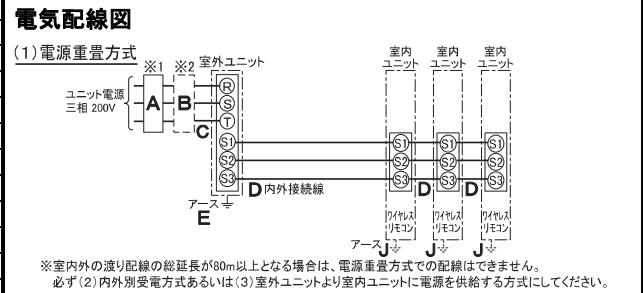 電気配線図
(1)電源重畳方式
※1 ※2 室外ユニット
室内ユニット 室内ユニット 室内ユニット
ユニット電源
三相 200V
A
B
C
R
S
T
S1 S1 S1 S1
S2 S2 S2 S2
S3 S3 S3 S3
D 内外接続線
D
D
アース
E
ワイヤレスリモコン ワイヤレスリモコン ワイヤレスリモコン
アース J J J
※室内外の渡り配線の総延長が80m以上となる場合は、電源重畳方式での配線はできません。
必ず(2)内外別受電方式あるいは(3)室外ユニットより室内ユニットに電源を供給する方式にしてください。